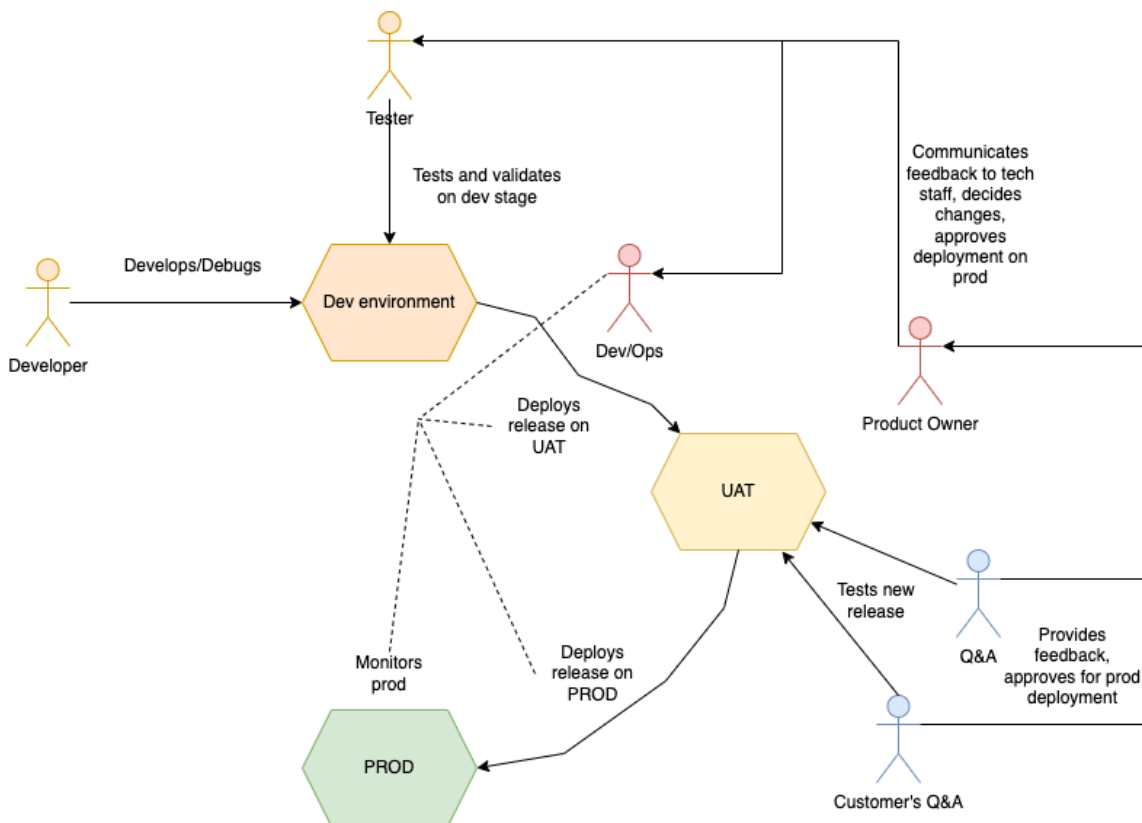 Tester
Communicates
feedback to tech
staff, decides
changes,
approves
deployment on
prod
Tests and validates
on dev stage
Develops/Debugs
Dev environment
Developer
Dev/Ops
Product Owner
Deploys
release on
UAT
UAT
Tests new
release
Q&A
Provides
feedback,
approves for prod
deployment
Monitors
prod
Deploys
release on
PROD
PROD
Customer's Q&A